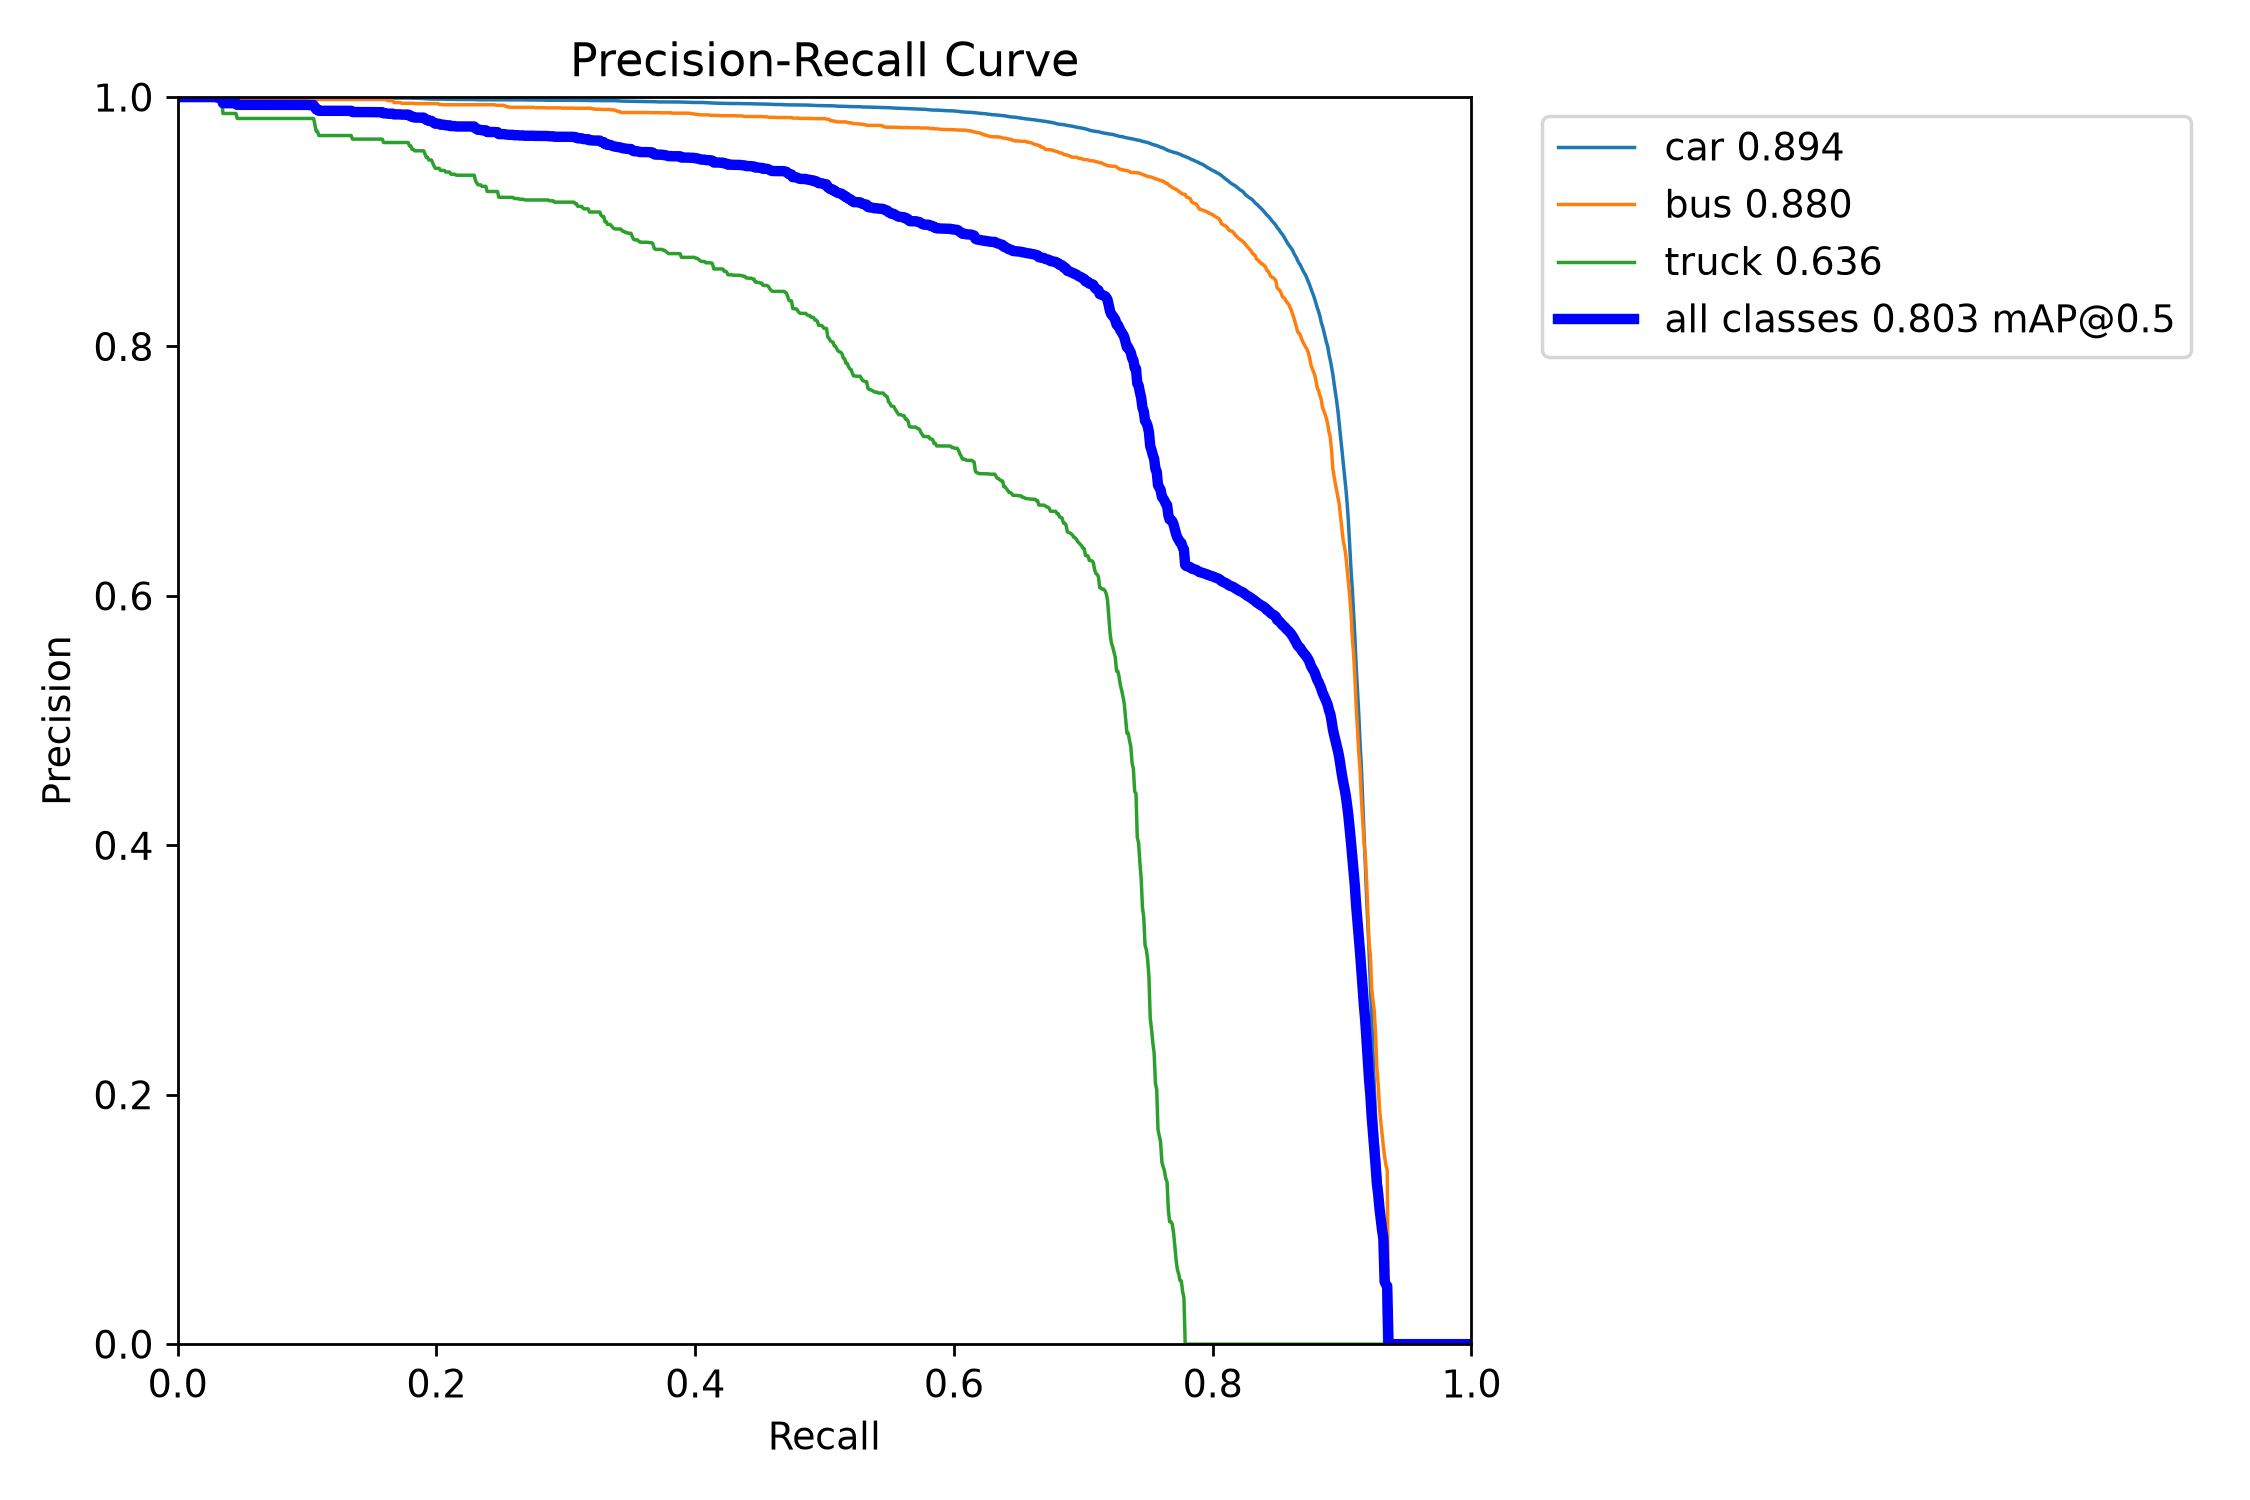 Precision-Recall Curve
1.0
0.8
0.6
0.4
0.2
0.0
Precision
0.0 0.2 0.4 0.6 0.8 1.0
Recall
car 0.894
bus 0.880
truck 0.636
all classes 0.803 mAP@0.5